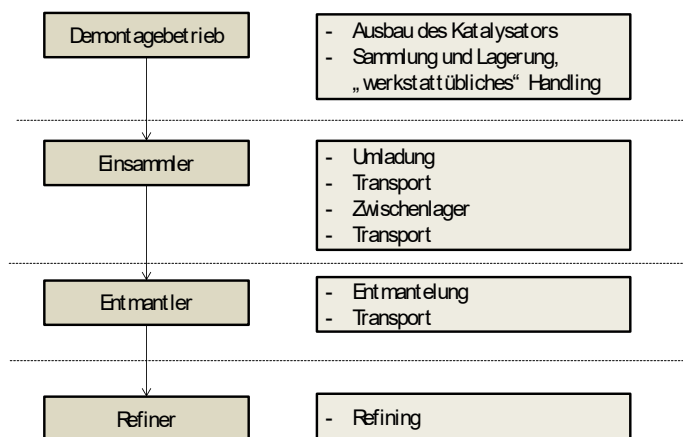 Demontagebetrieb
- Ausbau des Katalysators
- Sammlung und Lagerung,
„werkstattübliches“ Handling
Einsammler
- Umladung
- Transport
- Zwischenlager
- Transport
Entmantler
- Entmantelung
- Transport
Refiner
- Refining